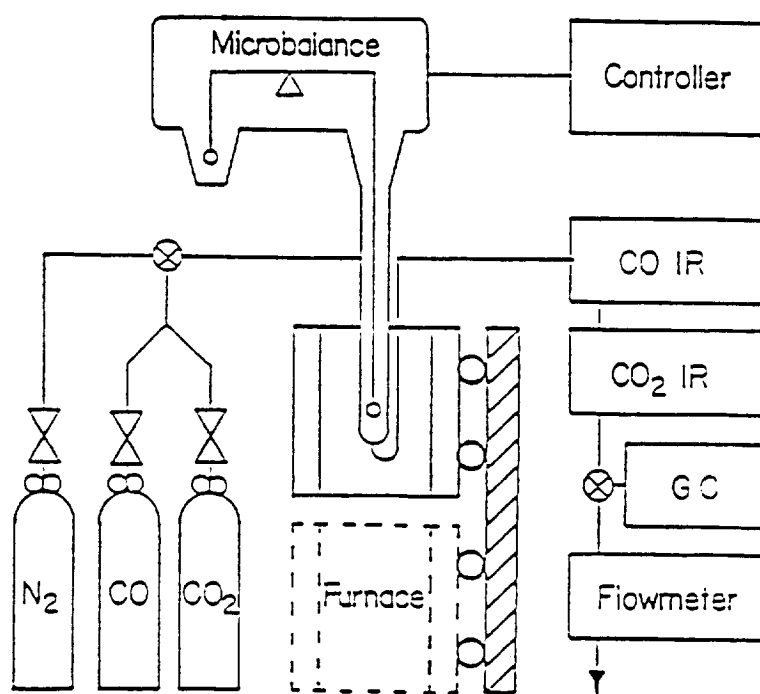 Microbalance
Controller
CO IR
CO₂ IR
GC
Flowmeter
N₂
CO
CO₂
Furnace